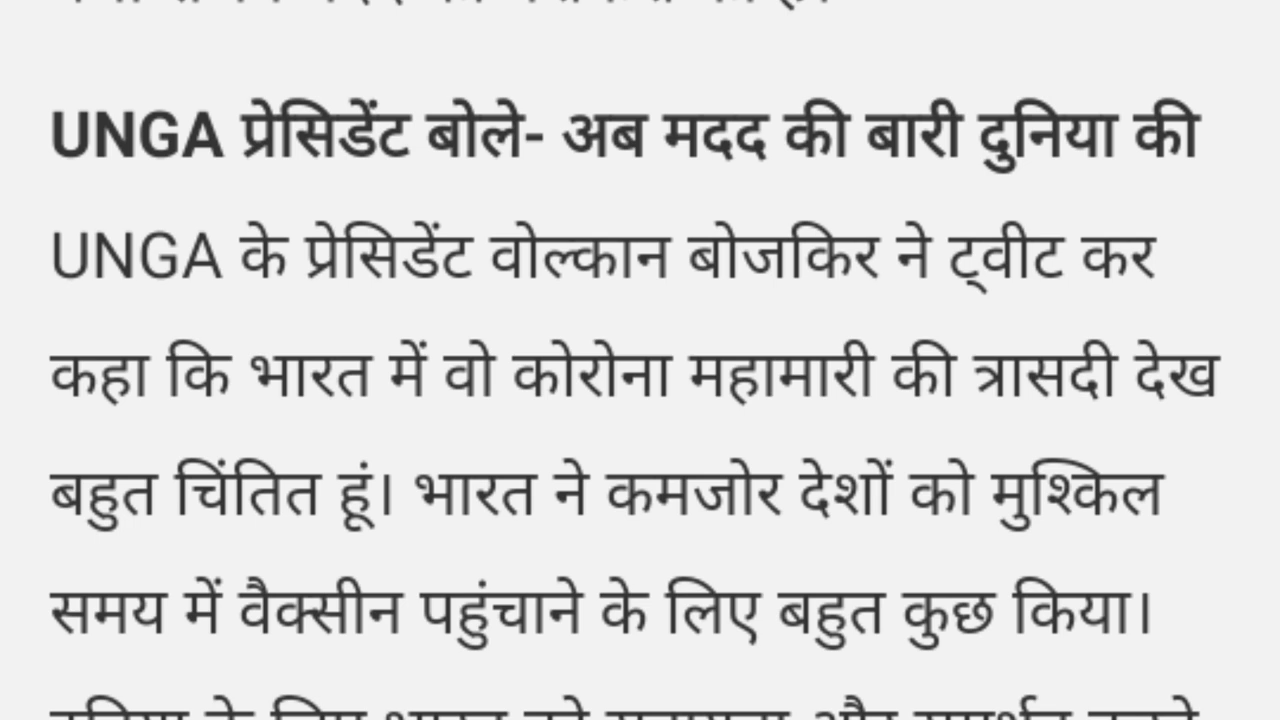 UNGA प्रेसिडेंट बोले- अब मदद की बारी दुनिया की
UNGA के प्रेसिडेंट वोल्कान बोजकिर ने ट्वीट कर
कहा कि भारत में वो कोरोना महामारी की त्रासदी देख
बहुत चिंतित हूं। भारत ने कमजोर देशों को मुश्किल
समय में वैक्सीन पहुंचाने के लिए बहुत कुछ किया।